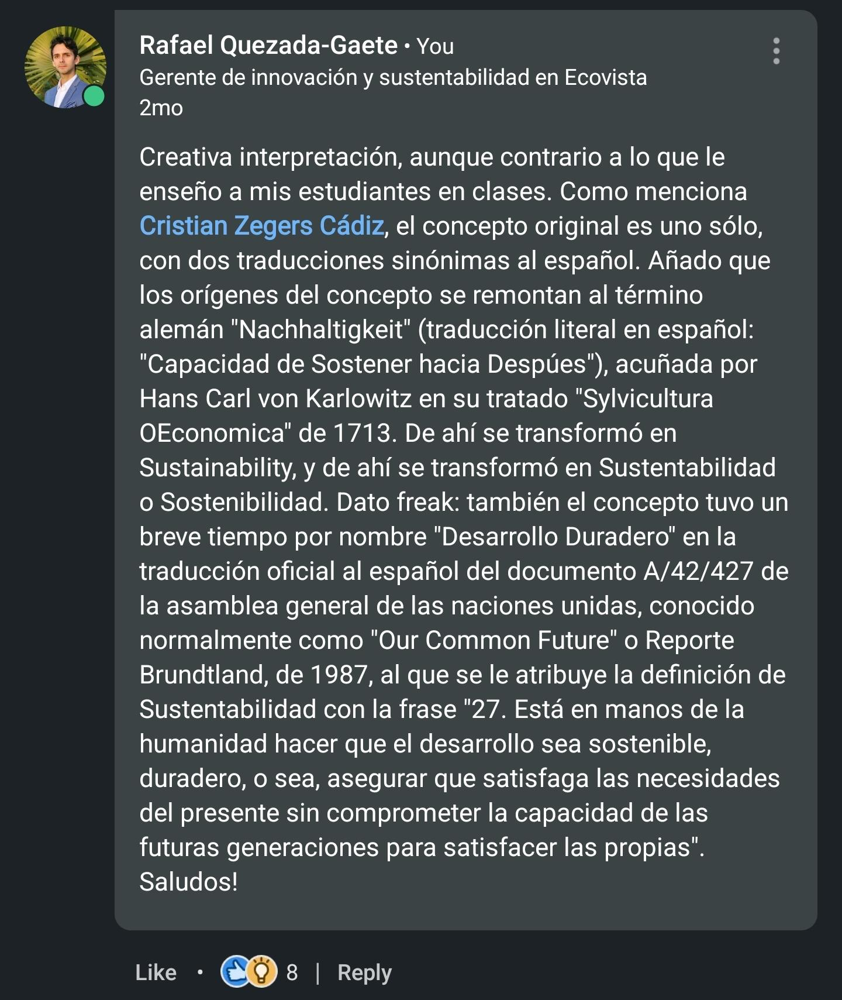 Rafael Quezada-Gaete • You
Gerente de innovación y sustentabilidad en Ecovista
2mo
Creativa interpretación, aunque contrario a lo que le
enseño a mis estudiantes en clases. Como menciona
Cristian Zegers Cádiz, el concepto original es uno sólo,
con dos traducciones sinónimas al español. Añado que
los orígenes del concepto se remontan al término
alemán "Nachhaltigkeit" (traducción literal en español:
"Capacidad de Sostener hacia Despúes"), acuñada por
Hans Carl von Karlowitz en su tratado "Sylvicultura
OEconomica" de 1713. De ahí se transformó en
Sustainability, y de ahí se transformó en Sustentabilidad
o Sostenibilidad. Dato freak: también el concepto tuvo un
breve tiempo por nombre "Desarrollo Duradero" en la
traducción oficial al español del documento A/42/427 de
la asamblea general de las naciones unidas, conocido
normalmente como "Our Common Future" o Reporte
Brundtland, de 1987, al que se le atribuye la definición de
Sustentabilidad con la frase "27. Está en manos de la
humanidad hacer que el desarrollo sea sostenible,
duradero, o sea, asegurar que satisfaga las necesidades
del presente sin comprometer la capacidad de las
futuras generaciones para satisfacer las propias".
Saludos!
Like • 8 | Reply